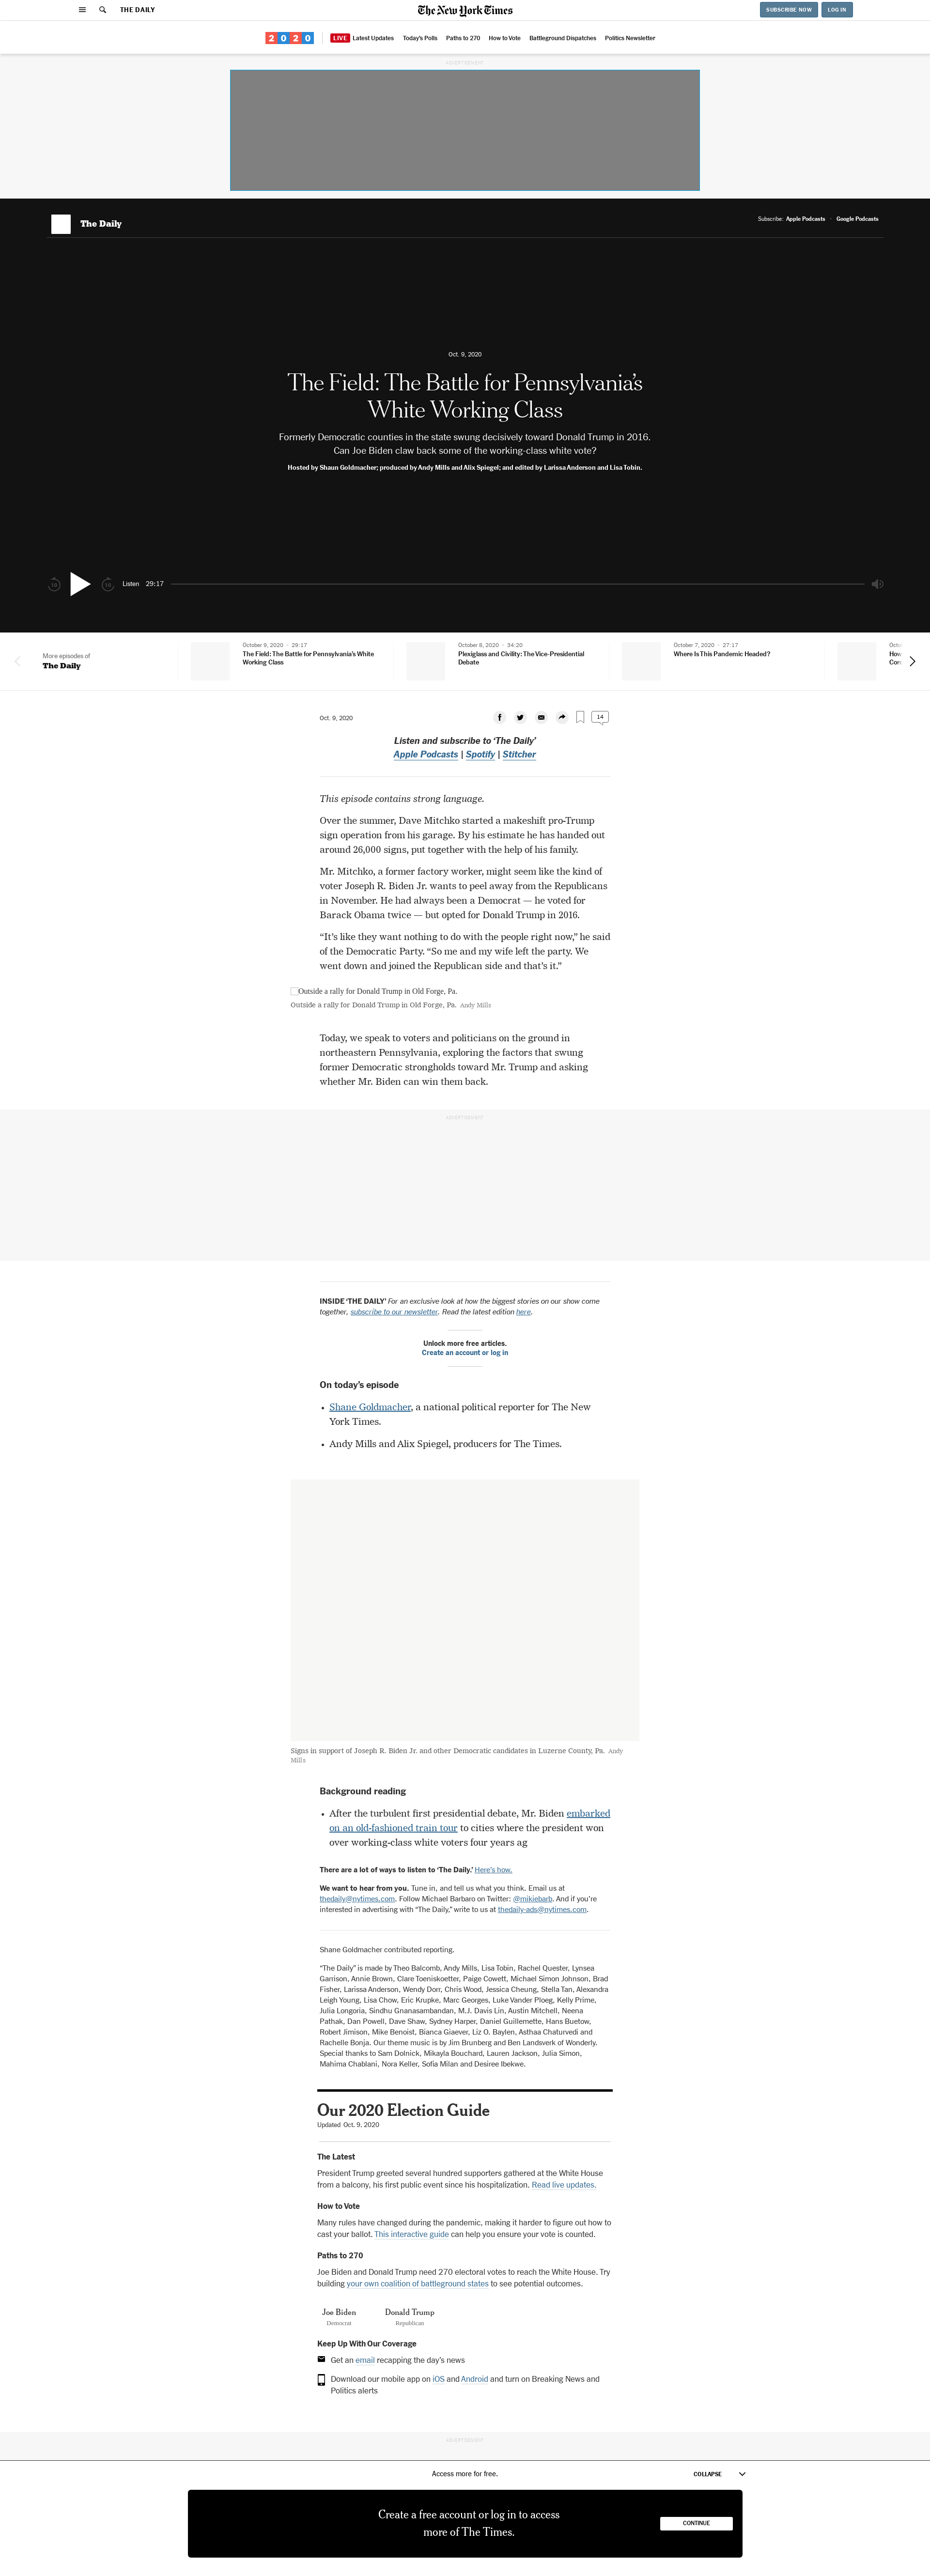 THE DAILY
The New York Times
SUBSCRIBE NOW
LOG IN
2020
LIVE Latest Updates
Today's Polls
Paths to 270
How to Vote
Battleground Dispatches
Politics Newsletter
ADVERTISEMENT
The Daily
Subscribe: Apple Podcasts · Google Podcasts
Oct. 9, 2020
The Field: The Battle for Pennsylvania’s
White Working Class
Formerly Democratic counties in the state swung decisively toward Donald Trump in 2016.
Can Joe Biden claw back some of the working-class white vote?
Hosted by Shaun Goldmacher; produced by Andy Mills and Alix Spiegel; and edited by Larissa Anderson and Lisa Tobin.
10
10
Listen 29:17
More episodes of
The Daily
October 9, 2020 · 29:17
The Field: The Battle for Pennsylvania’s White
Working Class
October 8, 2020 · 34:20
Plexiglass and Civility: The Vice-Presidential
Debate
October 7, 2020 · 27:17
Where Is This Pandemic Headed?
Oct. 9, 2020
14
Listen and subscribe to ‘The Daily’
Apple Podcasts | Spotify | Stitcher
This episode contains strong language.
Over the summer, Dave Mitchko started a makeshift pro-Trump
sign operation from his garage. By his estimate he has handed out
around 26,000 signs, put together with the help of his family.
Mr. Mitchko, a former factory worker, might seem like the kind of
voter Joseph R. Biden Jr. wants to peel away from the Republicans
in November. He had always been a Democrat — he voted for
Barack Obama twice — but opted for Donald Trump in 2016.
“It’s like they want nothing to do with the people right now,” he said
of the Democratic Party. “So me and my wife left the party. We
went down and joined the Republican side and that’s it.”
Outside a rally for Donald Trump in Old Forge, Pa.
Outside a rally for Donald Trump in Old Forge, Pa. Andy Mills
Today, we speak to voters and politicians on the ground in
northeastern Pennsylvania, exploring the factors that swung
former Democratic strongholds toward Mr. Trump and asking
whether Mr. Biden can win them back.
ADVERTISEMENT
INSIDE ‘THE DAILY’ For an exclusive look at how the biggest stories on our show come
together, subscribe to our newsletter. Read the latest edition here.
Unlock more free articles.
Create an account or log in
On today’s episode
• Shane Goldmacher, a national political reporter for The New
York Times.
• Andy Mills and Alix Spiegel, producers for The Times.
Signs in support of Joseph R. Biden Jr. and other Democratic candidates in Luzerne County, Pa. Andy
Mills
Background reading
• After the turbulent first presidential debate, Mr. Biden embarked
on an old-fashioned train tour to cities where the president won
over working-class white voters four years ag
There are a lot of ways to listen to ‘The Daily.’ Here’s how.
We want to hear from you. Tune in, and tell us what you think. Email us at
thedaily@nytimes.com. Follow Michael Barbaro on Twitter: @mikiebarb. And if you’re
interested in advertising with “The Daily,” write to us at thedaily-ads@nytimes.com.
Shane Goldmacher contributed reporting.
“The Daily” is made by Theo Balcomb, Andy Mills, Lisa Tobin, Rachel Quester, Lynsea
Garrison, Annie Brown, Clare Toeniskoetter, Paige Cowett, Michael Simon Johnson, Brad
Fisher, Larissa Anderson, Wendy Dorr, Chris Wood, Jessica Cheung, Stella Tan, Alexandra
Leigh Young, Lisa Chow, Eric Krupke, Marc Georges, Luke Vander Ploeg, Kelly Prime,
Julia Longoria, Sindhu Gnanasambandan, M.J. Davis Lin, Austin Mitchell, Neena
Pathak, Dan Powell, Dave Shaw, Sydney Harper, Daniel Guillemette, Hans Buetow,
Robert Jimison, Mike Benoist, Bianca Giaever, Liz O. Baylen, Asthaa Chaturvedi and
Rachelle Bonja. Our theme music is by Jim Brunberg and Ben Landsverk of Wonderly.
Special thanks to Sam Dolnick, Mikayla Bouchard, Lauren Jackson, Julia Simon,
Mahima Chablani, Nora Keller, Sofia Milan and Desiree Ibekwe.
Our 2020 Election Guide
Updated Oct. 9, 2020
The Latest
President Trump greeted several hundred supporters gathered at the White House
from a balcony, his first public event since his hospitalization. Read live updates.
How to Vote
Many rules have changed during the pandemic, making it harder to figure out how to
cast your ballot. This interactive guide can help you ensure your vote is counted.
Paths to 270
Joe Biden and Donald Trump need 270 electoral votes to reach the White House. Try
building your own coalition of battleground states to see potential outcomes.
Joe Biden
Democrat
Donald Trump
Republican
Keep Up With Our Coverage
Get an email recapping the day’s news
Download our mobile app on iOS and Android and turn on Breaking News and
Politics alerts
ADVERTISEMENT
Access more for free.
COLLAPSE
Create a free account or log in to access
more of The Times.
CONTINUE